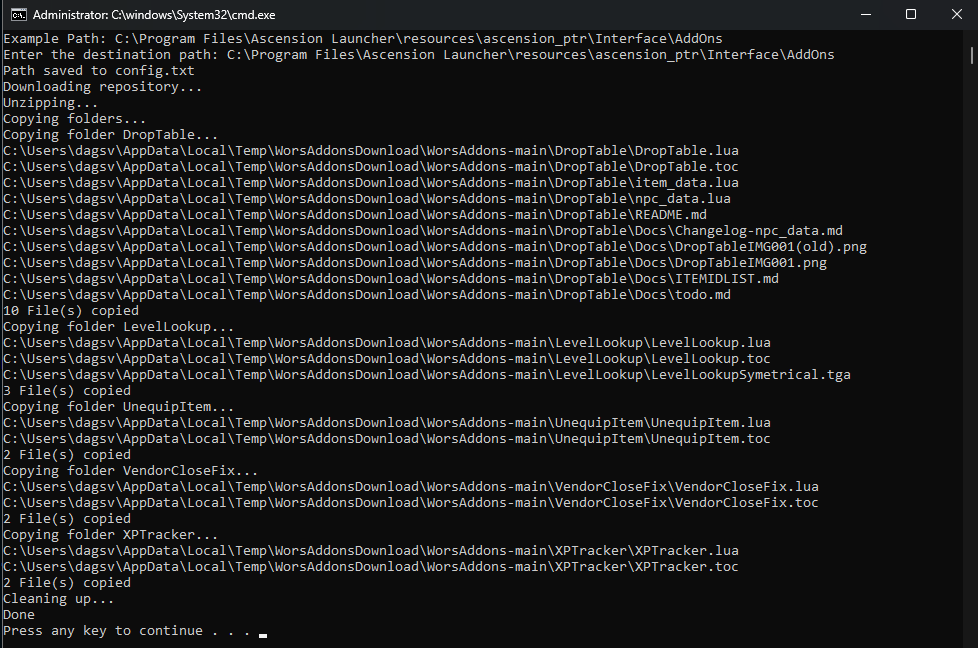 Administrator: C:\windows\System32\cmd.exe
Example Path: C:\Program Files\Ascension Launcher\resources\ascension_ptr\Interface\AddOns
Enter the destination path: C:\Program Files\Ascension Launcher\resources\ascension_ptr\Interface\AddOns
Path saved to config.txt
Downloading repository...
Unzipping...
Copying folders...
Copying folder DropTable...
C:\Users\dagsv\AppData\Local\Temp\WorsAddonsDownload\WorsAddons-main\DropTable\DropTable.lua
C:\Users\dagsv\AppData\Local\Temp\WorsAddonsDownload\WorsAddons-main\DropTable\DropTable.toc
C:\Users\dagsv\AppData\Local\Temp\WorsAddonsDownload\WorsAddons-main\DropTable\item_data.lua
C:\Users\dagsv\AppData\Local\Temp\WorsAddonsDownload\WorsAddons-main\DropTable\npc_data.lua
C:\Users\dagsv\AppData\Local\Temp\WorsAddonsDownload\WorsAddons-main\DropTable\README.md
C:\Users\dagsv\AppData\Local\Temp\WorsAddonsDownload\WorsAddons-main\DropTable\Docs\Changelog-npc_data.md
C:\Users\dagsv\AppData\Local\Temp\WorsAddonsDownload\WorsAddons-main\DropTable\Docs\DropTableIMG001(old).png
C:\Users\dagsv\AppData\Local\Temp\WorsAddonsDownload\WorsAddons-main\DropTable\Docs\DropTableIMG001.png
C:\Users\dagsv\AppData\Local\Temp\WorsAddonsDownload\WorsAddons-main\DropTable\Docs\ITEMIDLIST.md
C:\Users\dagsv\AppData\Local\Temp\WorsAddonsDownload\WorsAddons-main\DropTable\Docs\todo.md
10 File(s) copied
Copying folder LevelLookup...
C:\Users\dagsv\AppData\Local\Temp\WorsAddonsDownload\WorsAddons-main\LevelLookup\LevelLookup.lua
C:\Users\dagsv\AppData\Local\Temp\WorsAddonsDownload\WorsAddons-main\LevelLookup\LevelLookup.toc
C:\Users\dagsv\AppData\Local\Temp\WorsAddonsDownload\WorsAddons-main\LevelLookup\LevelLookupSymetrical.tga
3 File(s) copied
Copying folder UnequipItem...
C:\Users\dagsv\AppData\Local\Temp\WorsAddonsDownload\WorsAddons-main\UnequipItem\UnequipItem.lua
C:\Users\dagsv\AppData\Local\Temp\WorsAddonsDownload\WorsAddons-main\UnequipItem\UnequipItem.toc
2 File(s) copied
Copying folder VendorCloseFix...
C:\Users\dagsv\AppData\Local\Temp\WorsAddonsDownload\WorsAddons-main\VendorCloseFix\VendorCloseFix.lua
C:\Users\dagsv\AppData\Local\Temp\WorsAddonsDownload\WorsAddons-main\VendorCloseFix\VendorCloseFix.toc
2 File(s) copied
Copying folder XPTracker...
C:\Users\dagsv\AppData\Local\Temp\WorsAddonsDownload\WorsAddons-main\XPTracker\XPTracker.lua
C:\Users\dagsv\AppData\Local\Temp\WorsAddonsDownload\WorsAddons-main\XPTracker\XPTracker.toc
2 File(s) copied
Cleaning up...
Done
Press any key to continue . . .